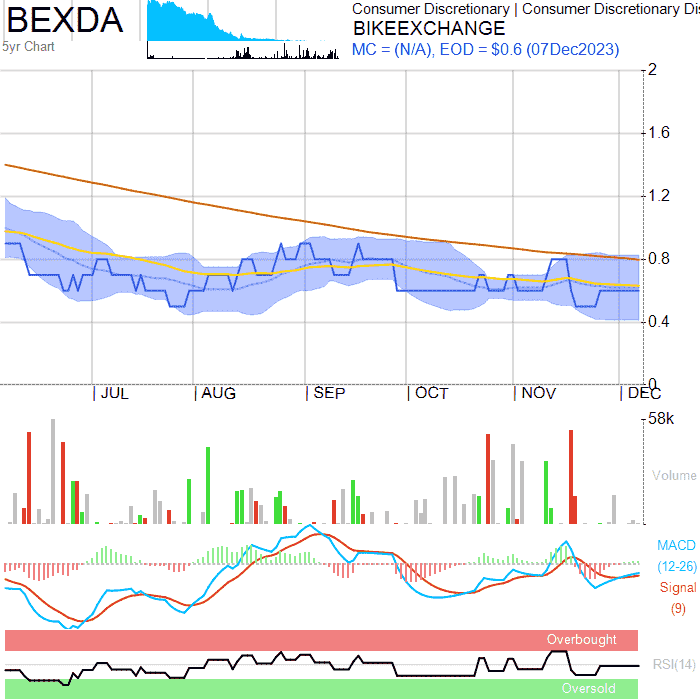 BEXDA
5yr Chart
Consumer Discretionary | Consumer Discretionary Dis
BIKEEXCHANGE
MC = (N/A), EOD = $0.6 (07Dec2023)
2
1.6
1.2
0.8
0.4
0
JUL AUG SEP OCT NOV DEC
58k
Volume
MACD
(12-26)
Signal
(9)
Overbought
RSI(14)
Oversold